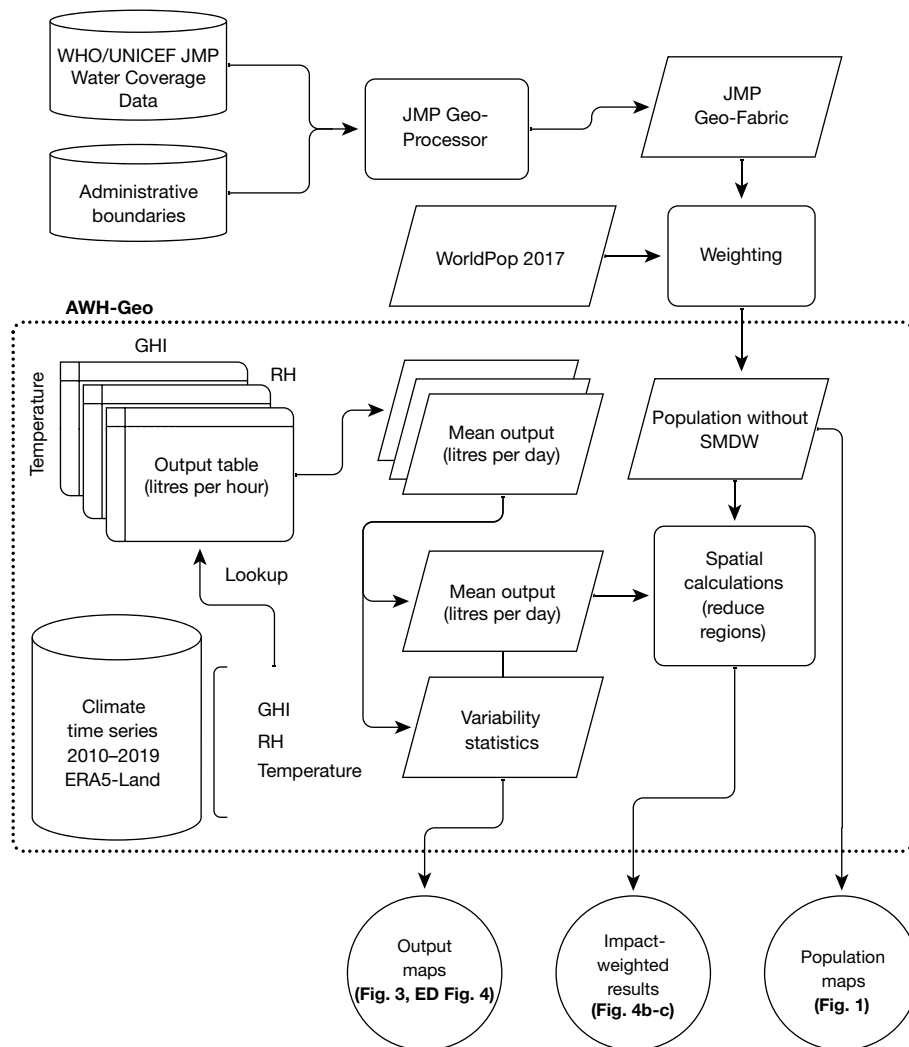 WHO/UNICEF JMP
Water Coverage
Data
JMP Geo-
Processor
JMP
Geo-Fabric
Administrative
boundaries
WorldPop 2017
Weighting
AWH-Geo
GHI
RH
Temperature
Output table
(litres per hour)
Mean output
(litres per day)
Population without
SMDW
Lookup
Mean output
(litres per day)
Spatial
calculations
(reduce
regions)
Climate
time series
2010–2019
ERA5-Land
GHI
RH
Temperature
Variability
statistics
Output
maps
(Fig. 3, ED Fig. 4)
Impact-
weighted
results
(Fig. 4b-c)
Population
maps
(Fig. 1)